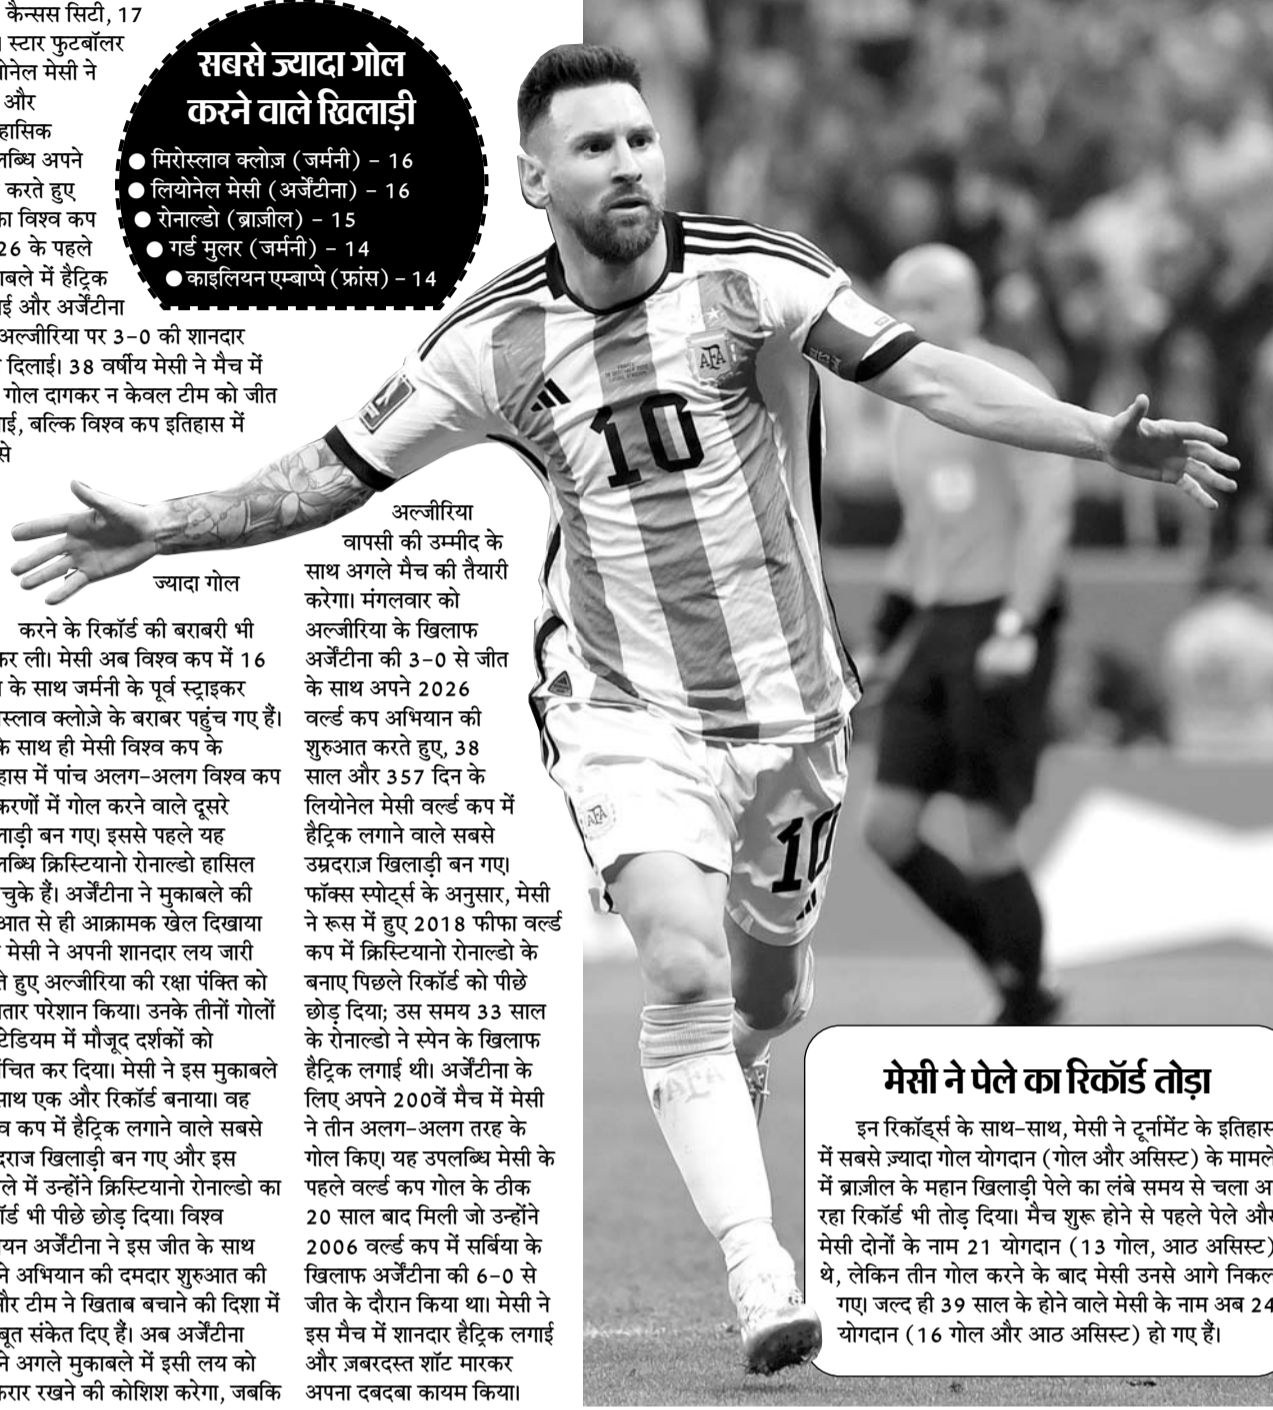 कैन्सस सिटी, 17
स्टार फुटबॉलर
मेसी ने
और
अपने
करते हुए
विश्व कप
26 के पहले
में हैट्रिक
और अर्जेंटीना
अल्जीरिया पर 3-0 की शानदार
दिलाई। 38 वर्षीय मेसी ने मैच में
गोल दागकर न केवल टीम को जीत
बल्कि विश्व कप इतिहास में
से
ज्यादा गोल
करने के रिकॉर्ड की बराबरी भी
कर ली। मेसी अब विश्व कप में 16
के साथ जर्मनी के पूर्व स्ट्राइकर
क्लोज़े के बराबर पहुंच गए हैं।
के साथ ही मेसी विश्व कप के
में पांच अलग-अलग विश्व कप
में गोल करने वाले दूसरे
बन गए। इससे पहले यह
क्रिस्टियानो रोनाल्डो हासिल
चुके हैं। अर्जेंटीना ने मुकाबले की
से ही आक्रामक खेल दिखाया
मेसी ने अपनी शानदार लय जारी
हुए अल्जीरिया की रक्षा पंक्ति को
परेशान किया। उनके तीनों गोलों
में मौजूद दर्शकों को
कर दिया। मेसी ने इस मुकाबले
साथ एक और रिकॉर्ड बनाया। वह
कप में हैट्रिक लगाने वाले सबसे
खिलाड़ी बन गए और इस
में उन्होंने क्रिस्टियानो रोनाल्डो का
भी पीछे छोड़ दिया। विश्व
अर्जेंटीना ने इस जीत के साथ
अभियान की दमदार शुरुआत की
और टीम ने खिताब बचाने की दिशा में
संकेत दिए हैं। अब अर्जेंटीना
अगले मुकाबले में इसी लय को
रखने की कोशिश करेगा, जबकि
अल्जीरिया
वापसी की उम्मीद के
साथ अगले मैच की तैयारी
करेगा। मंगलवार को
अल्जीरिया के खिलाफ
अर्जेंटीना की 3-0 से जीत
के साथ अपने 2026
वर्ल्ड कप अभियान की
शुरुआत करते हुए, 38
साल और 357 दिन के
लियोनेल मेसी वर्ल्ड कप में
हैट्रिक लगाने वाले सबसे
उम्रदराज़ खिलाड़ी बन गए।
फॉक्स स्पोर्ट्स के अनुसार, मेसी
ने रूस में हुए 2018 फीफा वर्ल्ड
कप में क्रिस्टियानो रोनाल्डो के
बनाए पिछले रिकॉर्ड को पीछे
छोड़ दिया; उस समय 33 साल
के रोनाल्डो ने स्पेन के खिलाफ
हैट्रिक लगाई थी। अर्जेंटीना के
लिए अपने 200वें मैच में मेसी
ने तीन अलग-अलग तरह के
गोल किए। यह उपलब्धि मेसी के
पहले वर्ल्ड कप गोल के ठीक
20 साल बाद मिली जो उन्होंने
2006 वर्ल्ड कप में सर्बिया के
खिलाफ अर्जेंटीना की 6-0 से
जीत के दौरान किया था। मेसी ने
इस मैच में शानदार हैट्रिक लगाई
और ज़बरदस्त शॉट मारकर
अपना दबदबा कायम किया।
सबसे ज्यादा गोल
करने वाले खिलाड़ी
● मिरोस्लाव क्लोज़ (जर्मनी) - 16
● लियोनेल मेसी (अर्जेंटीना) - 16
● रोनाल्डो (ब्राज़ील) - 15
● गर्ड मुलर (जर्मनी) - 14
● काइलियन एम्बाप्पे (फ्रांस) - 14
AFA
10
AFA
10
मेसी ने पेले का रिकॉर्ड तोड़ा
इन रिकॉर्ड्स के साथ-साथ, मेसी ने टूर्नामेंट के इतिहास
में सबसे ज़्यादा गोल योगदान (गोल और असिस्ट) के मामले
में ब्राज़ील के महान खिलाड़ी पेले का लंबे समय से चला आ
रहा रिकॉर्ड भी तोड़ दिया। मैच शुरू होने से पहले पेले और
मेसी दोनों के नाम 21 योगदान (13 गोल, आठ असिस्ट)
थे, लेकिन तीन गोल करने के बाद मेसी उनसे आगे निकल
गए। जल्द ही 39 साल के होने वाले मेसी के नाम अब 24
योगदान (16 गोल और आठ असिस्ट) हो गए हैं।